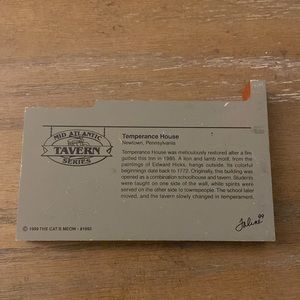 MID ATLANTIC
TAVERN
SERIES
Temperance House
Newtown, Pennsylvania
Temperance House was meticulously restored after a fire
gutted this Inn in 1985. A lion and lamb motif, from the
paintings of Edward Hicks, hangs outside. Its colorful
beginnings date back to 1772. Originally, this building was
opened as a combination schoolhouse and tavern. Students
were taught on one side of the wall, while spirits were
served on the other to thirsty townspeople. The school later
moved, and the tavern slowly changed in temperament.
© 1999 THE CAT'S MEOW
Faline 99